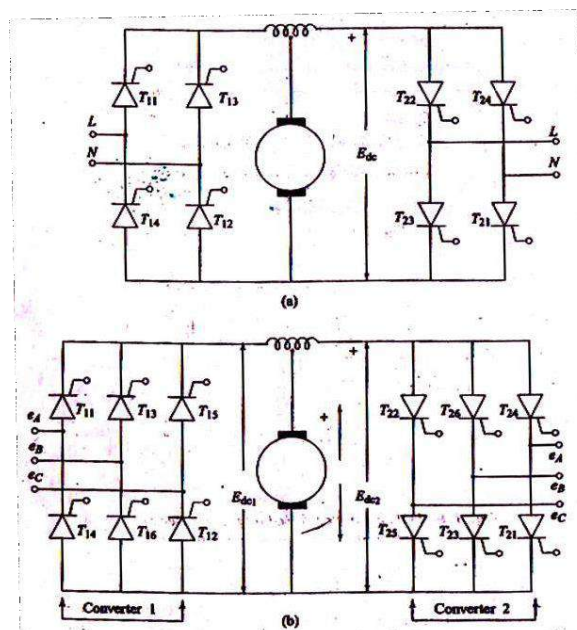 +
T11 T13 T22 T24
L Edc L
N N
T14 T12 T23 T21
(a)
+
T11 T13 T15 T22 T26 T24
eA + eA
eB Edc1 Edc2 eB
eC eC
T14 T16 T12 T25 T23 T21
Converter 1 Converter 2
(b)